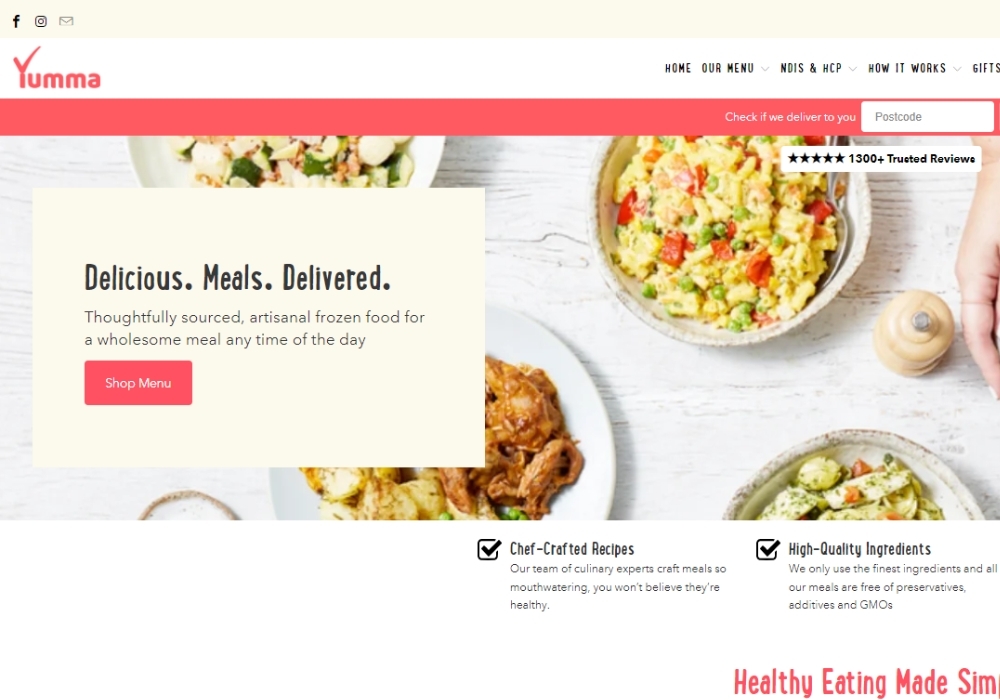 Yumma
HOME OUR MENU NDIS & HCP HOW IT WORKS GIFTS
Check if we deliver to you Postcode
★★★★★ 1300+ Trusted Reviews
Delicious. Meals. Delivered.
Thoughtfully sourced, artisanal frozen food for
a wholesome meal any time of the day
Shop Menu
Chef-Crafted Recipes
Our team of culinary experts craft meals so
mouthwatering, you won't believe they're
healthy.
High-Quality Ingredients
We only use the finest ingredients and all
our meals are free of preservatives,
additives and GMOs
Healthy Eating Made Sim